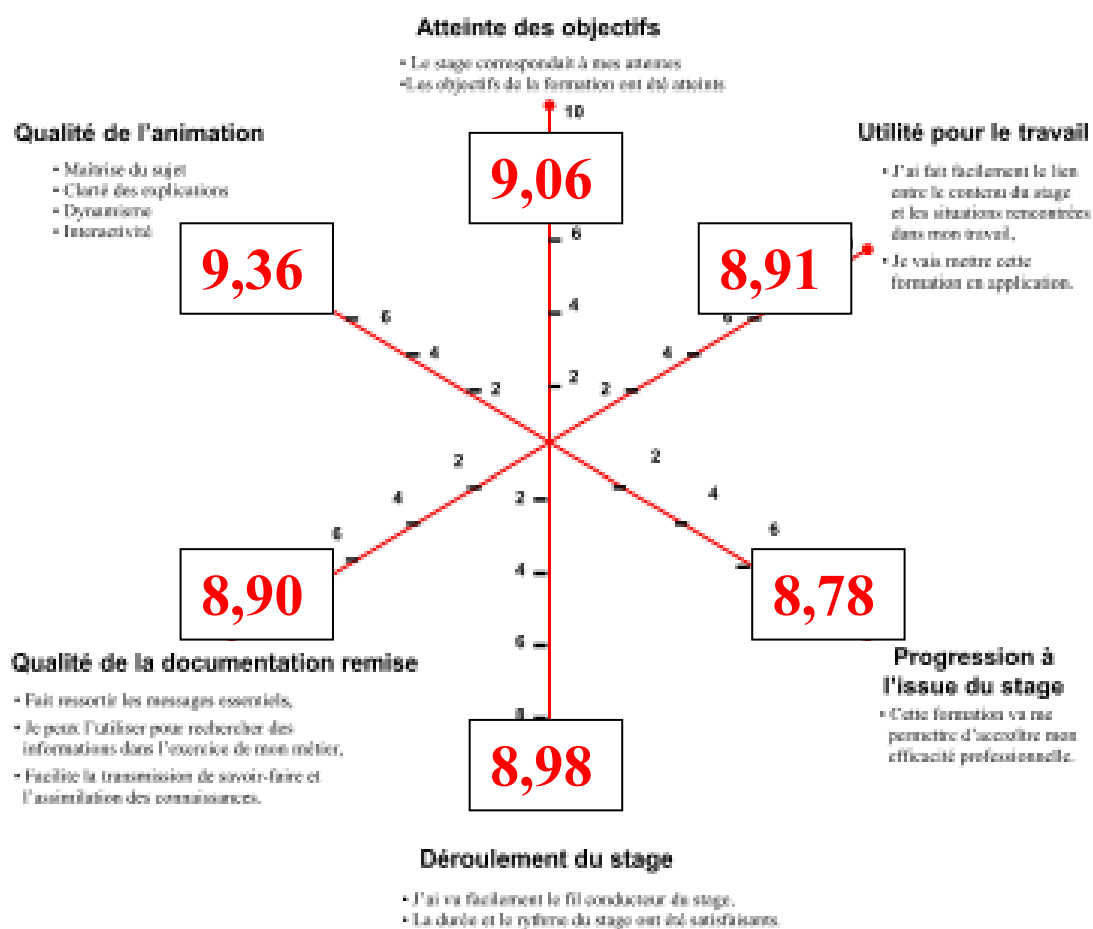 Atteinte des objectifs
• Le stage correspondait à mes attentes
•Les objectifs de la formation ont été atteints
10
9,06
6
4
2
Qualité de l'animation
• Maîtrise du sujet
• Clarté des explications
• Dynamisme
• Interactivité
9,36
6
4
2
Utilité pour le travail
• J'ai fait facilement le lien
entre le contenu du stage
et les situations rencontrées
dans mon travail,
• Je vais mettre cette
formation en application.
8,91
6
4
2
2
4
6
8,90
Qualité de la documentation remise
• Fait ressortir les messages essentiels,
• Je peux l'utiliser pour rechercher des
informations dans l'exercice de mon métier,
• Facilite la transmission de savoir-faire et
l'assimilation des connaissances.
2
4
6
8
8,98
Déroulement du stage
• J'ai vu facilement le fil conducteur du stage,
• La durée et le rythme du stage ont été satisfaisants.
2
4
6
8,78
Progression à
l'issue du stage
• Cette formation va me
permettre d'accroître mon
efficacité professionnelle.